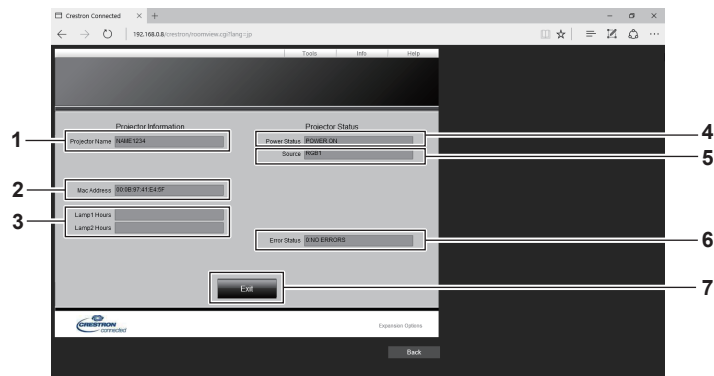 Crestron Connected
192.168.0.8/crestron/roomview.cgi?lang=jp
Tools Info Help
Projector Information
Projector Status
1
Projector Name NAME1234
Power Status POWER ON
4
Source RGB1
5
2
Mac Address 00:0B:97:41:E4:5F
3
Lamp1 Hours
Lamp2 Hours
Error Status 0:NO ERRORS
6
Exit
7
CRESTRON
connected
Expansion Options
Back